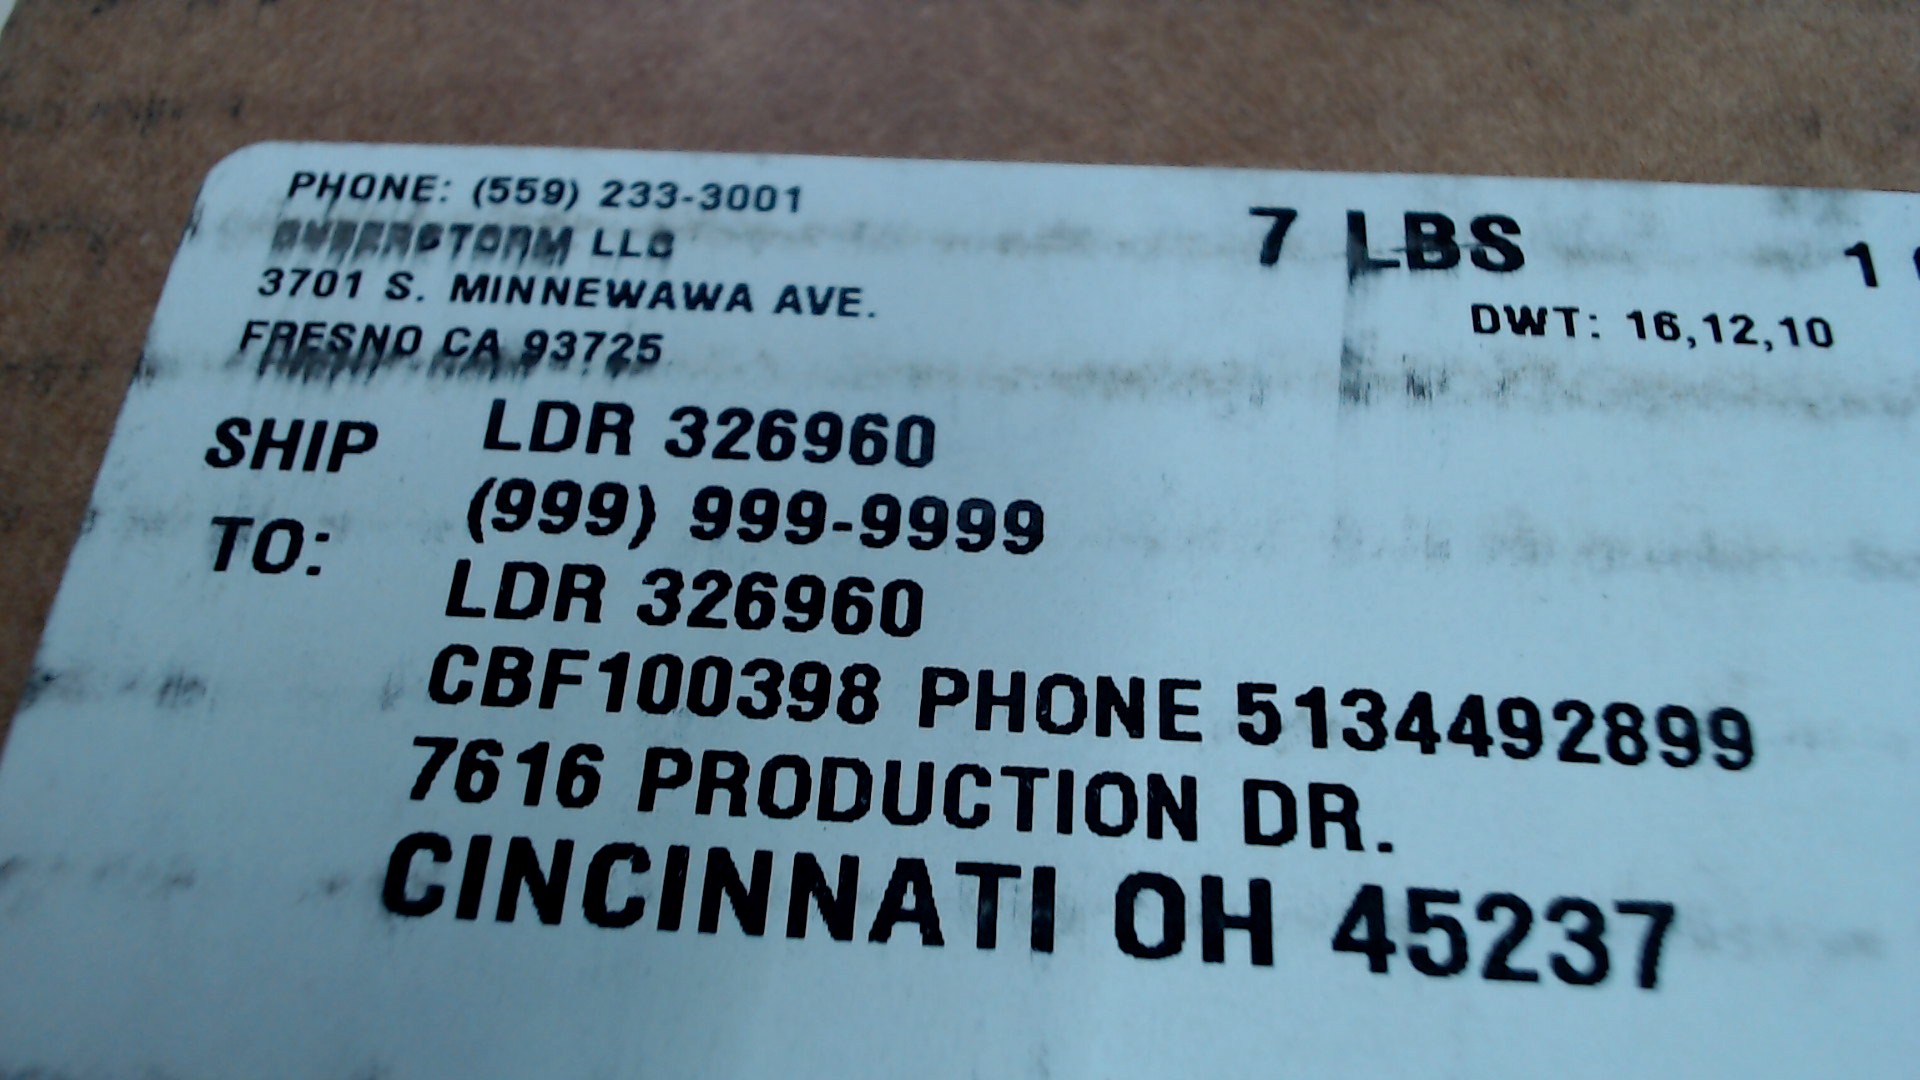 PHONE: (559) 233-3001
LLC
3701 S. MINNEWAWA AVE.
FRESNO CA 93725
7 LBS
1
DWT: 16,12,10
SHIP TO:
LDR 326960
(999) 999-9999
LDR 326960
CBF100398 PHONE 5134492899
7616 PRODUCTION DR.
CINCINNATI OH 45237